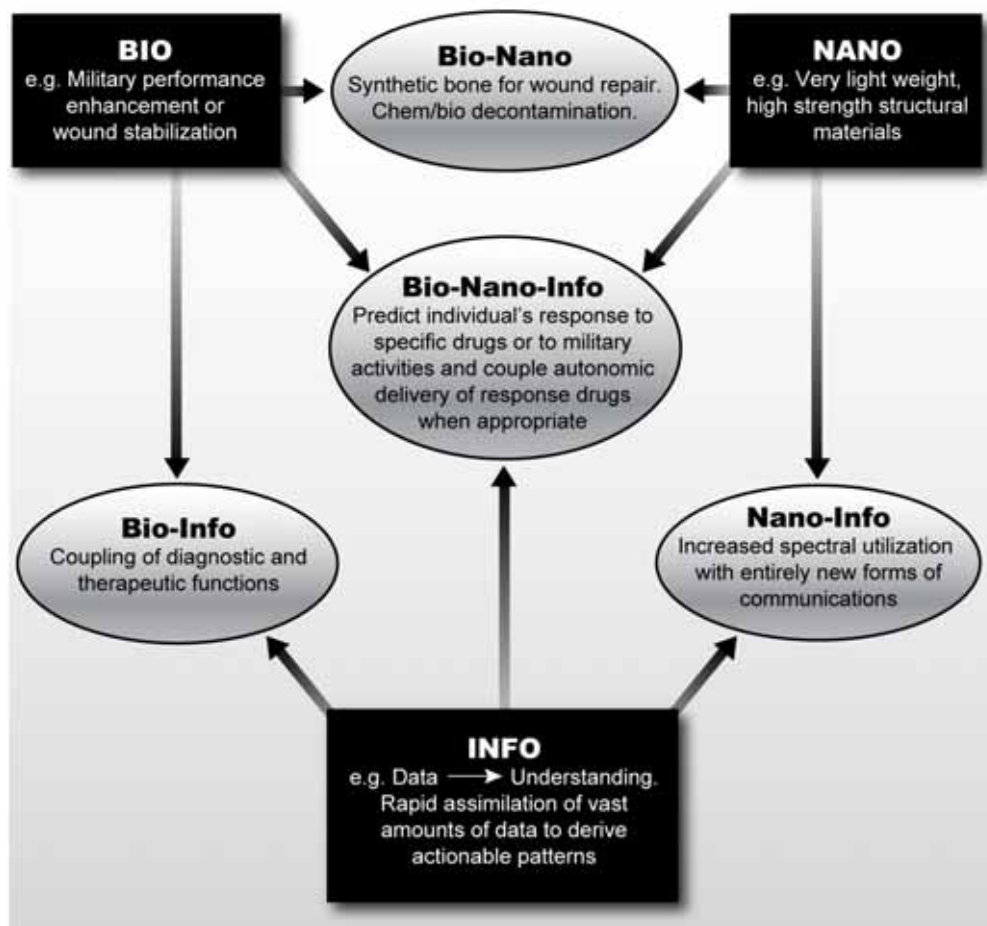 BIO
e.g. Military performance
enhancement or
wound stabilization
Bio-Nano
Synthetic bone for wound repair.
Chem/bio decontamination.
NANO
e.g. Very light weight,
high strength structural
materials
Bio-Nano-Info
Predict individual's response to
specific drugs or to military
activities and couple autonomic
delivery of response drugs
when appropriate
Bio-Info
Coupling of diagnostic and
therapeutic functions
Nano-Info
Increased spectral utilization
with entirely new forms of
communications
INFO
e.g. Data → Understanding.
Rapid assimilation of vast
amounts of data to derive
actionable patterns